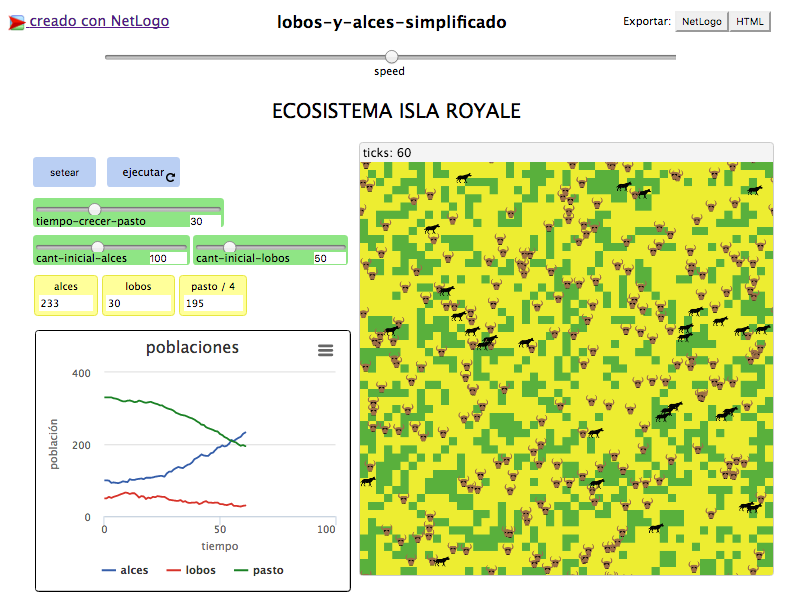 creado con NetLogo
lobos-y-alces-simplificado
Exportar: NetLogo HTML
speed
ECOSISTEMA ISLA ROYALE
setear
ejecutar
tiempo-crecer-pasto 30
cant-inicial-alces 100
cant-inicial-lobos 50
alces
233
lobos
30
pasto / 4
195
poblaciones
400
200
0
población
0 50 100
tiempo
alces lobos pasto
ticks: 60